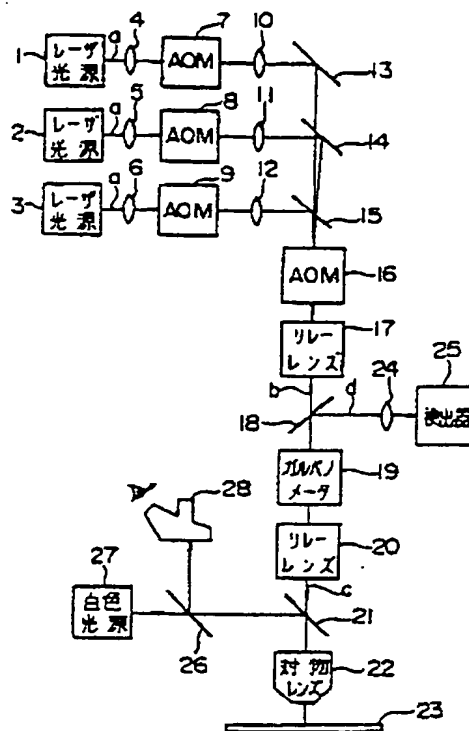 4
7
10
1
レーザ
光源
a
AOM
13
5
8
11
2
レーザ
光源
a
AOM
14
6
9
12
3
レーザ
光源
a
AOM
15
AOM
16
リレー
レンズ
17
25
24
b
d
18
検出器
ガルバノ
メータ
19
28
リレー
レンズ
20
27
c
白色
光源
26
21
対物
レンズ
22
23